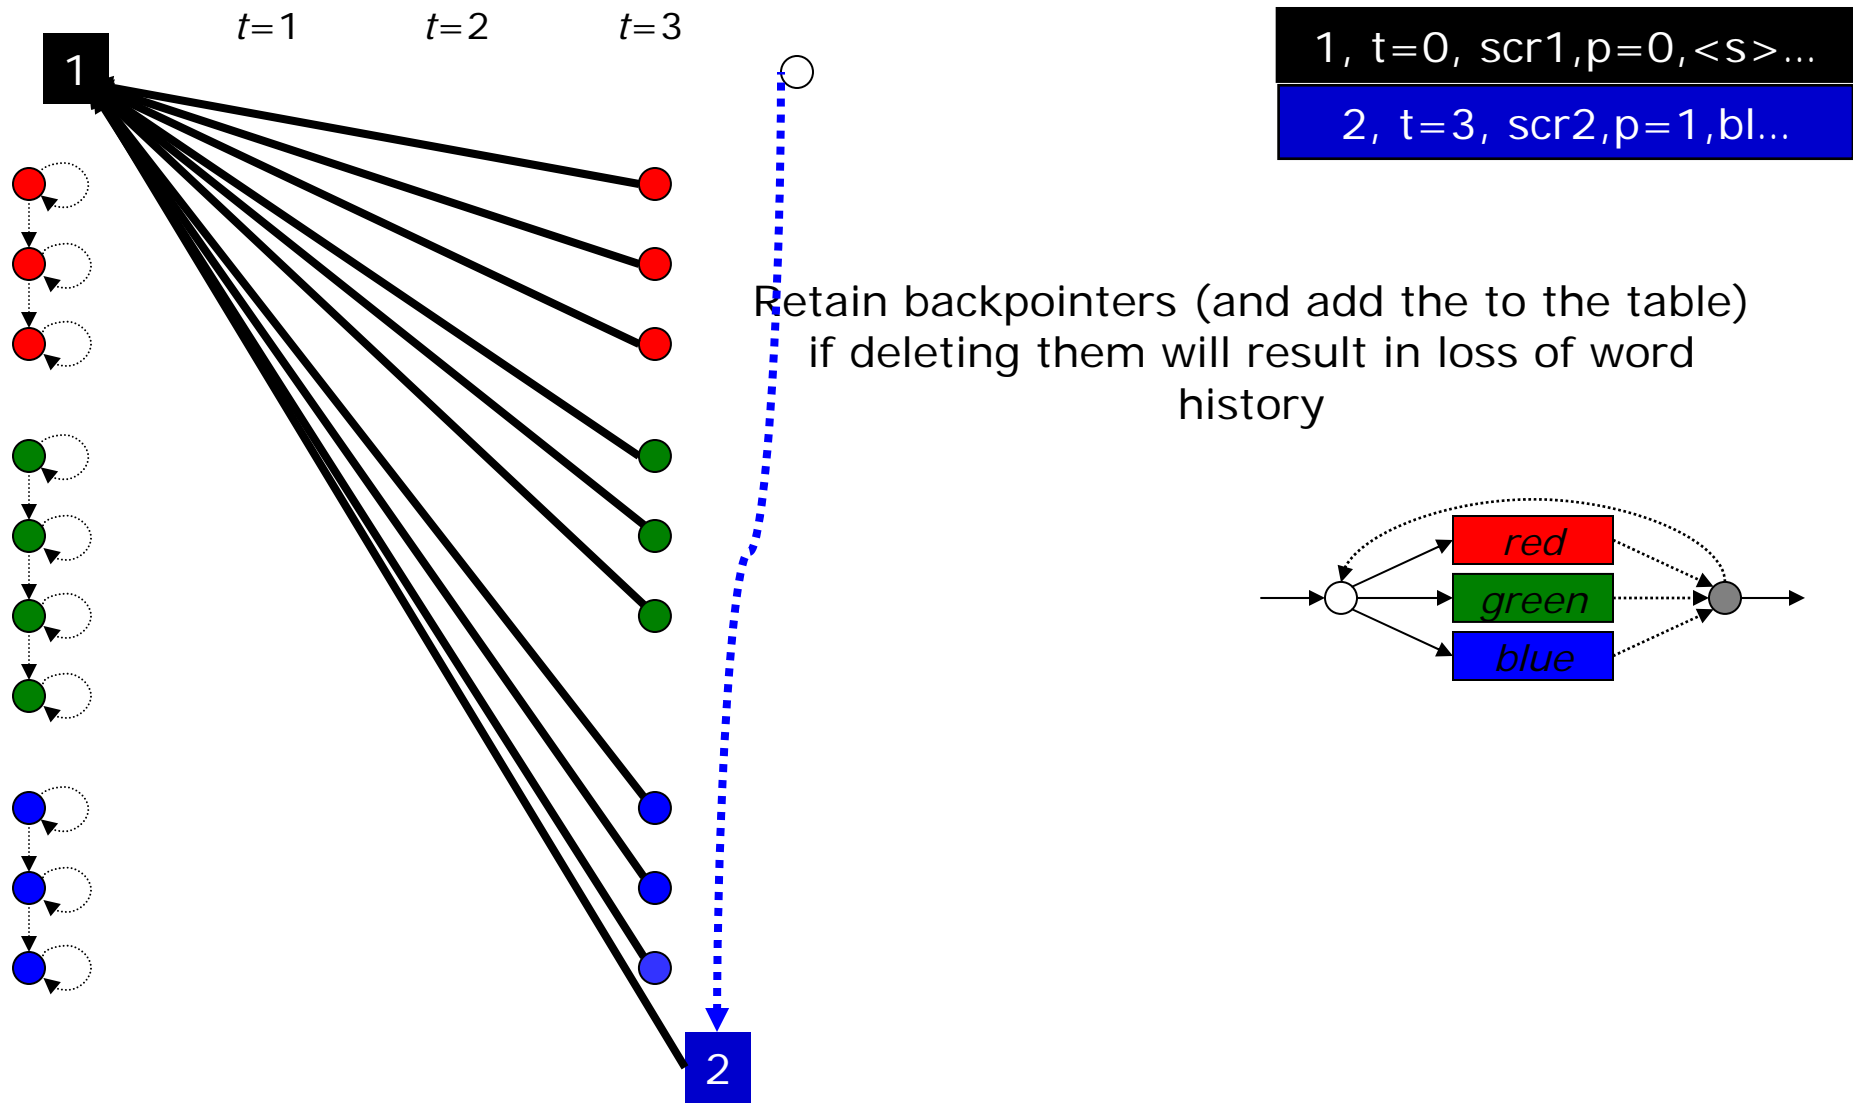 t=1 t=2 t=3
1
1, t=0, scr1,p=0,<s>...
2, t=3, scr2,p=1,bl...
Retain backpointers (and add the to the table)
if deleting them will result in loss of word
history
red
green
blue
2